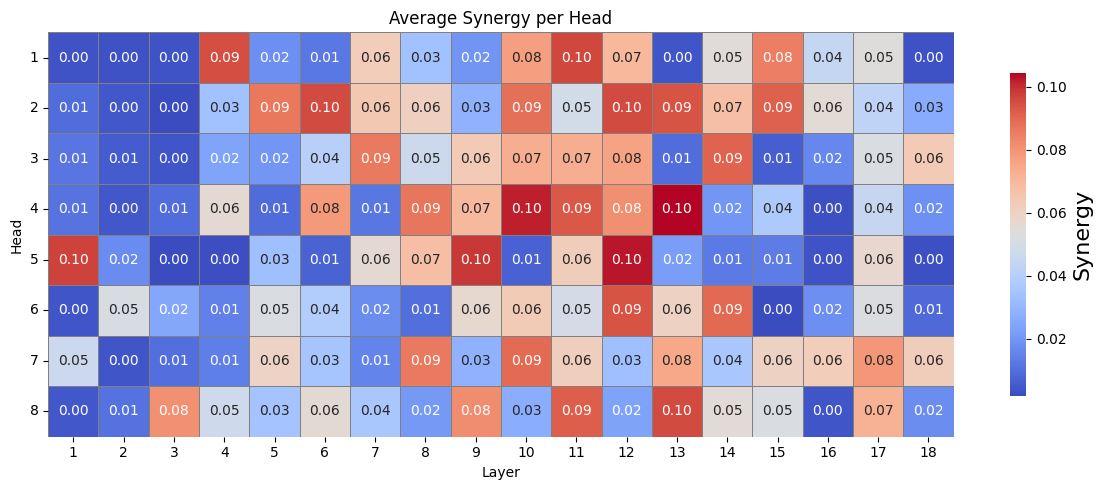 Average Synergy per Head
1 0.00 0.00 0.00 0.09 0.02 0.01 0.06 0.03 0.02 0.08 0.10 0.07 0.00 0.05 0.08 0.04 0.05 0.00
2 0.01 0.00 0.00 0.03 0.09 0.10 0.06 0.06 0.03 0.09 0.05 0.10 0.09 0.07 0.09 0.06 0.04 0.03
3 0.01 0.01 0.00 0.02 0.02 0.04 0.09 0.05 0.06 0.07 0.07 0.08 0.01 0.09 0.01 0.02 0.05 0.06
4 0.01 0.00 0.01 0.06 0.01 0.08 0.01 0.09 0.07 0.10 0.09 0.08 0.10 0.02 0.04 0.00 0.04 0.02
5 0.10 0.02 0.00 0.00 0.03 0.01 0.06 0.07 0.10 0.01 0.06 0.10 0.02 0.01 0.01 0.00 0.06 0.00
6 0.00 0.05 0.02 0.01 0.05 0.04 0.02 0.01 0.06 0.06 0.05 0.09 0.06 0.09 0.00 0.02 0.05 0.01
7 0.05 0.00 0.01 0.01 0.06 0.03 0.01 0.09 0.03 0.09 0.06 0.03 0.08 0.04 0.06 0.06 0.08 0.06
8 0.00 0.01 0.08 0.05 0.03 0.06 0.04 0.02 0.08 0.03 0.09 0.02 0.10 0.05 0.05 0.00 0.07 0.02
1 2 3 4 5 6 7 8 9 10 11 12 13 14 15 16 17 18
Layer
Head
0.10
0.08
0.06
0.04
0.02
Synergy